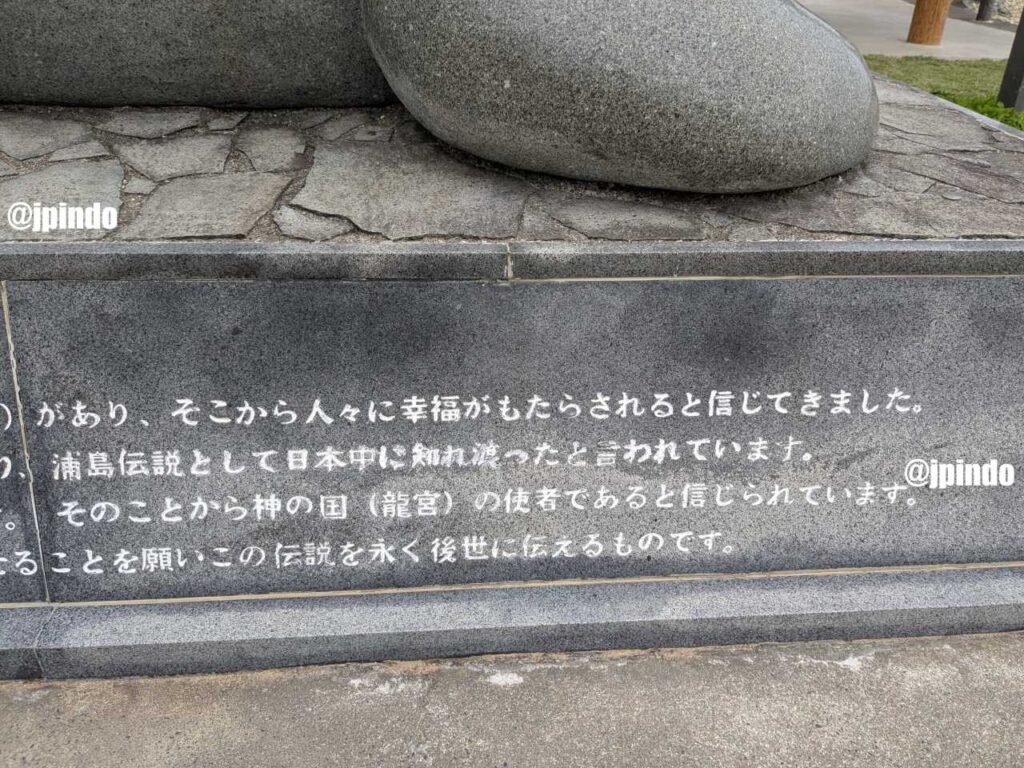 @jpindo
）があり、そこから人々に幸福がもたらされると信じてきました。
り、浦島伝説として日本中に知れ渡ったと言われています。
@jpindo
す。　そのことから神の国（龍宮）の使者であると信じられています。
なることを願いこの伝説を永く後世に伝えるものです。